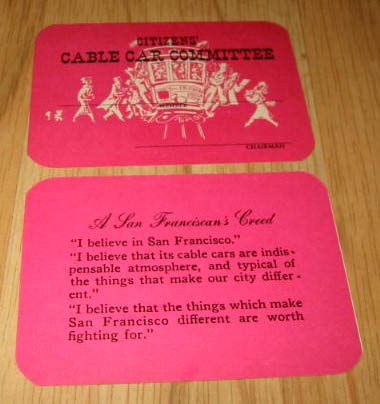 CITIZENS'
CABLE CAR COMMITTEE
CHAIRMAN
A San Franciscan's Creed
"I believe in San Francisco."
"I believe that its cable cars are indis-
pensable atmosphere, and typical of
the things that make our city differ-
ent."
"I believe that the things which make
San Francisco different are worth
fighting for."